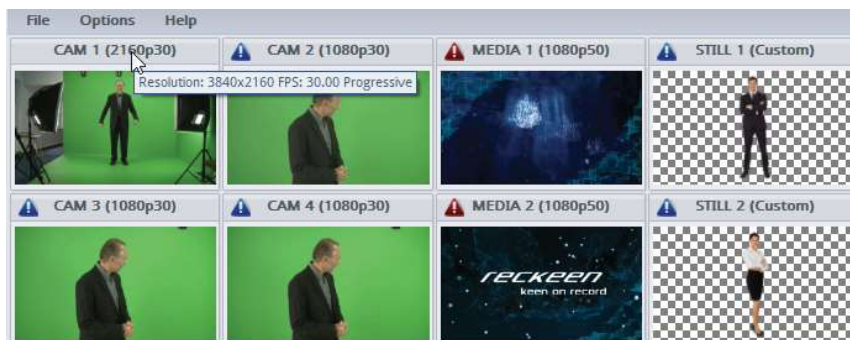 File Options Help
CAM 1 (2160p30) CAM 2 (1080p30) MEDIA 1 (1080p50) STILL 1 (Custom)
Resolution: 3840x2160 FPS: 30.00 Progressive
CAM 3 (1080p30) CAM 4 (1080p30) MEDIA 2 (1080p50) STILL 2 (Custom)
reckeen
keen on record